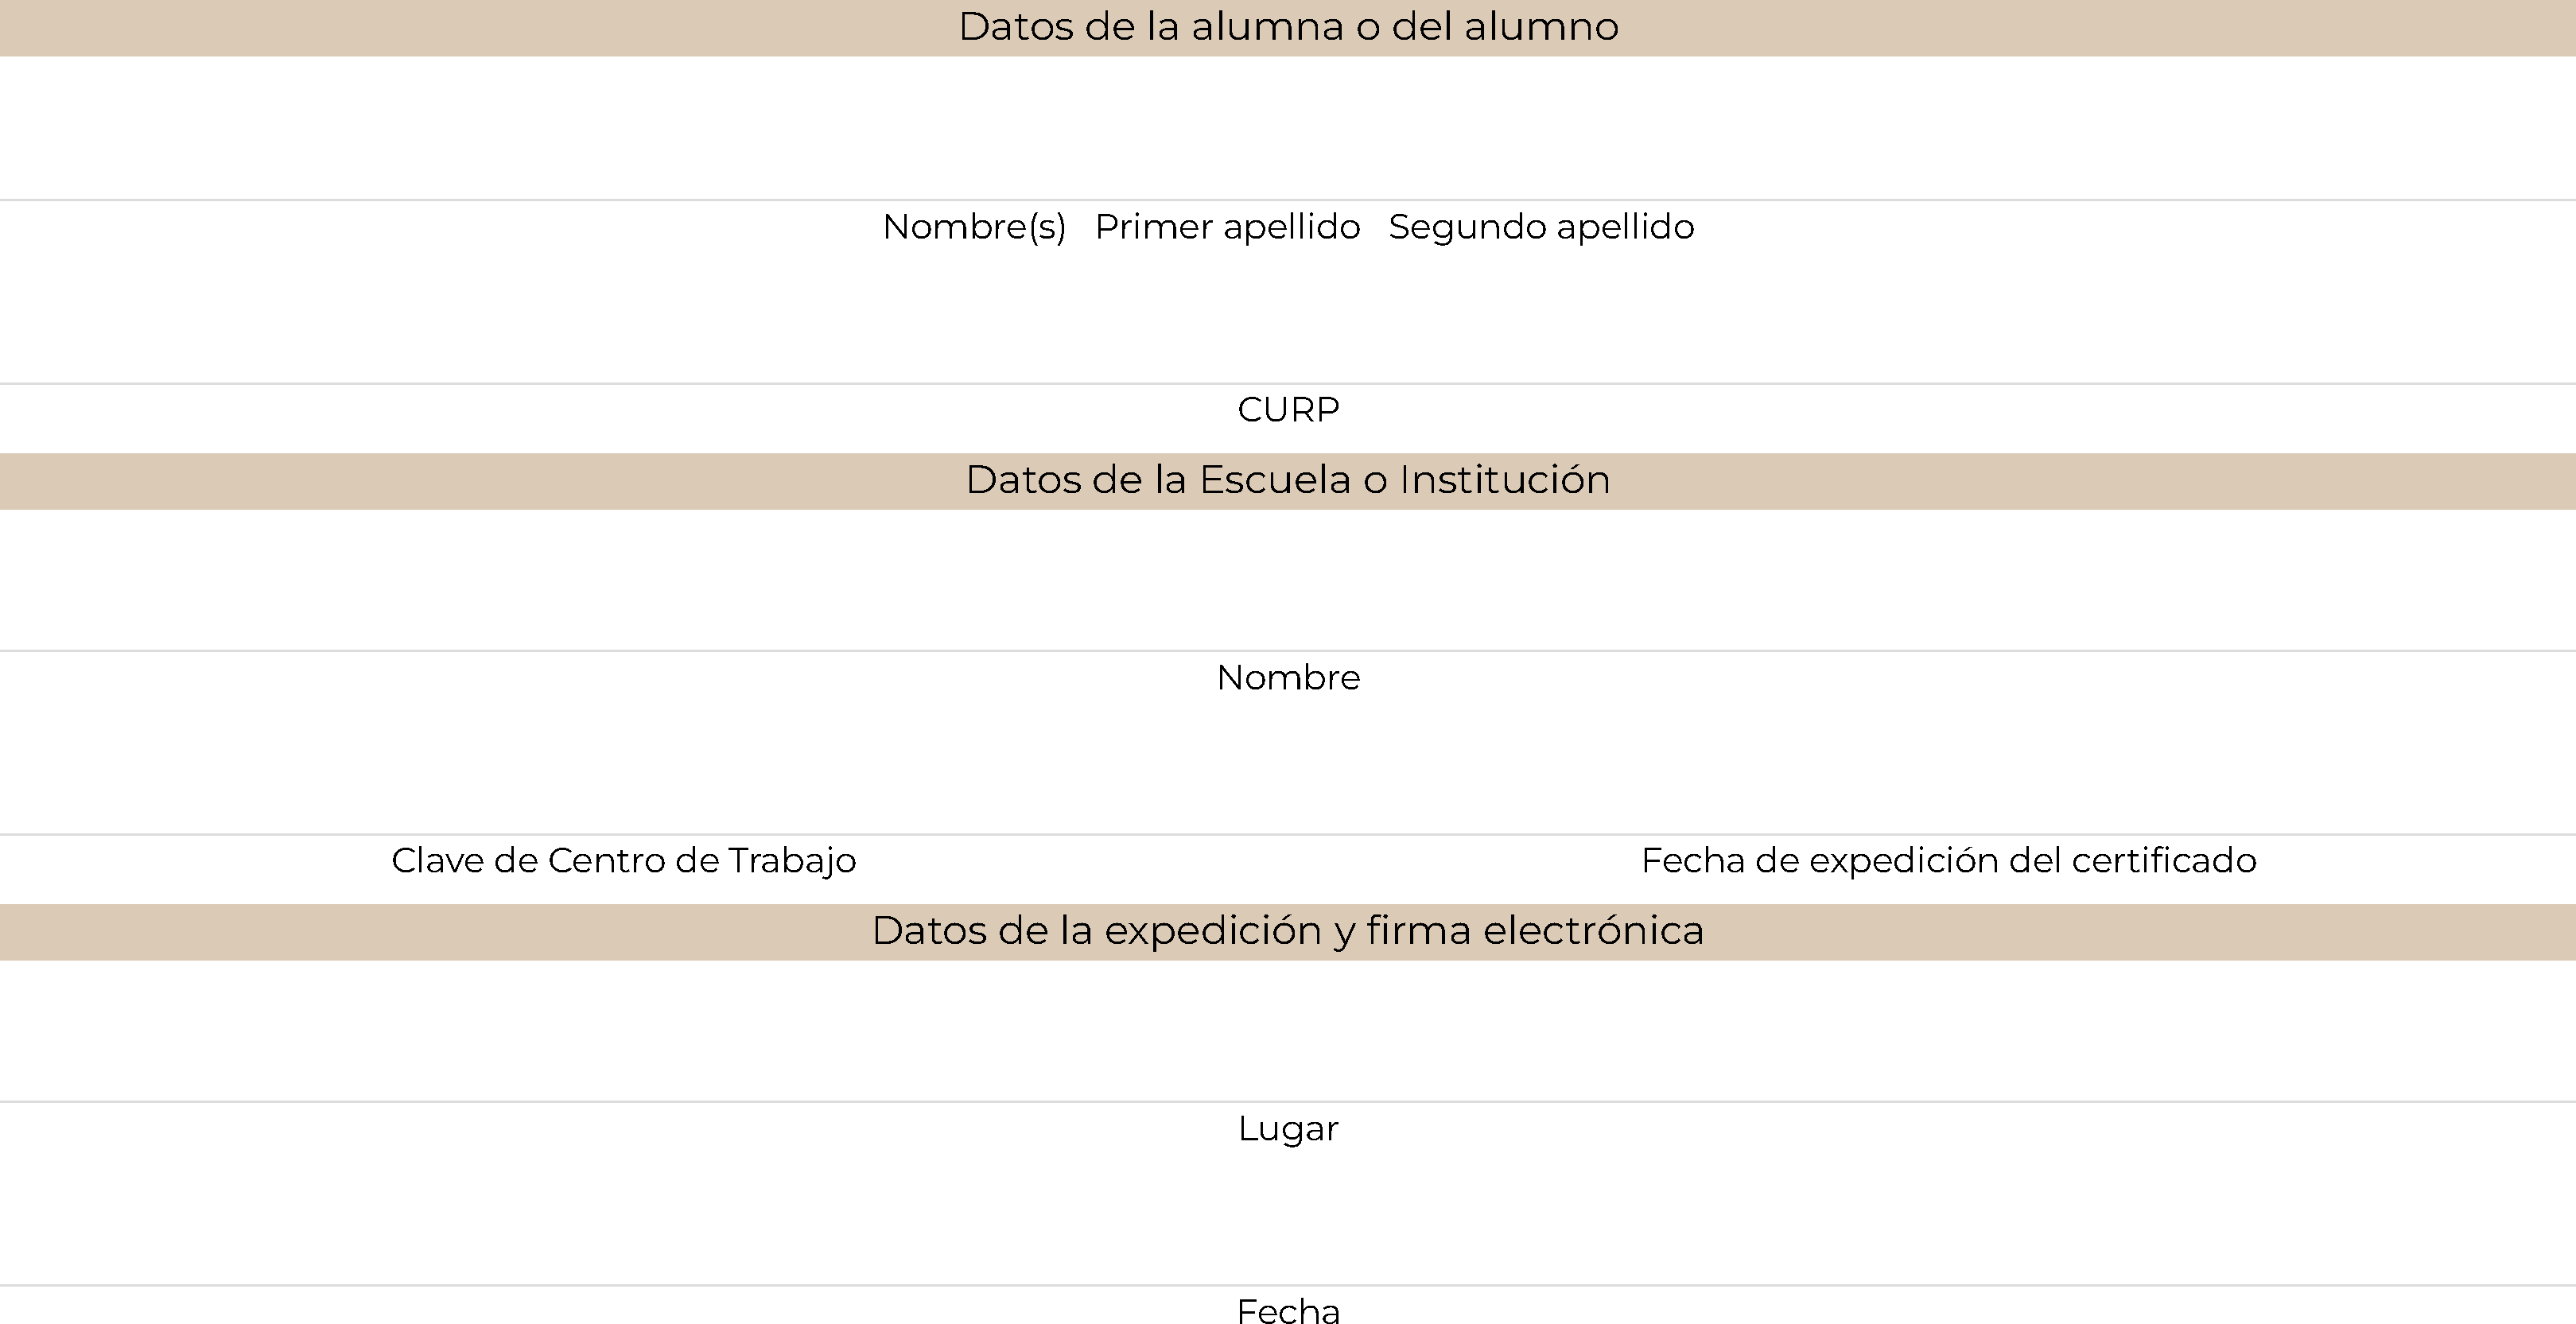 Datos de la alumna o del alumno
Nombre(s) Primer apellido Segundo apellido
CURP
Datos de la Escuela o Institución
Nombre
Clave de Centro de Trabajo Fecha de expedición del certificado
Datos de la expedición y firma electrónica
Lugar
Fecha